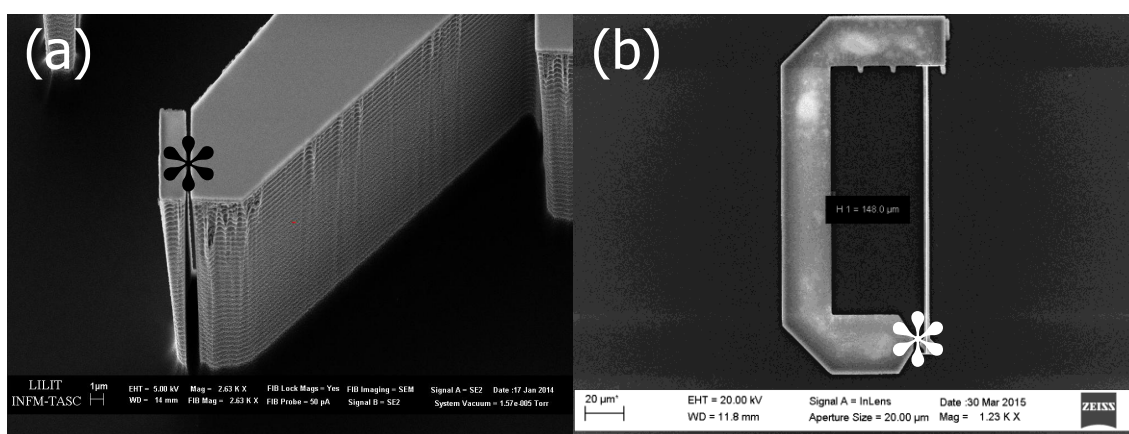 (a)
LILIT
INFM-TASC
1µm
EHT = 5.00 kV Mag = 2.63 K X FIB Lock Mags = Yes FIB Imaging = SEM Signal A = SE2 Date :17 Jan 2014
WD = 14 mm FIB Mag = 2.63 K X FIB Probe = 50 pA Signal B = SE2 System Vacuum = 1.57e-005 Torr
(b)
H 1 = 148.0 µm
20 µm*
EHT = 20.00 kV Signal A = InLens Date :30 Mar 2015
WD = 11.8 mm Aperture Size = 20.00 µm Mag = 1.23 K X
ZEISS